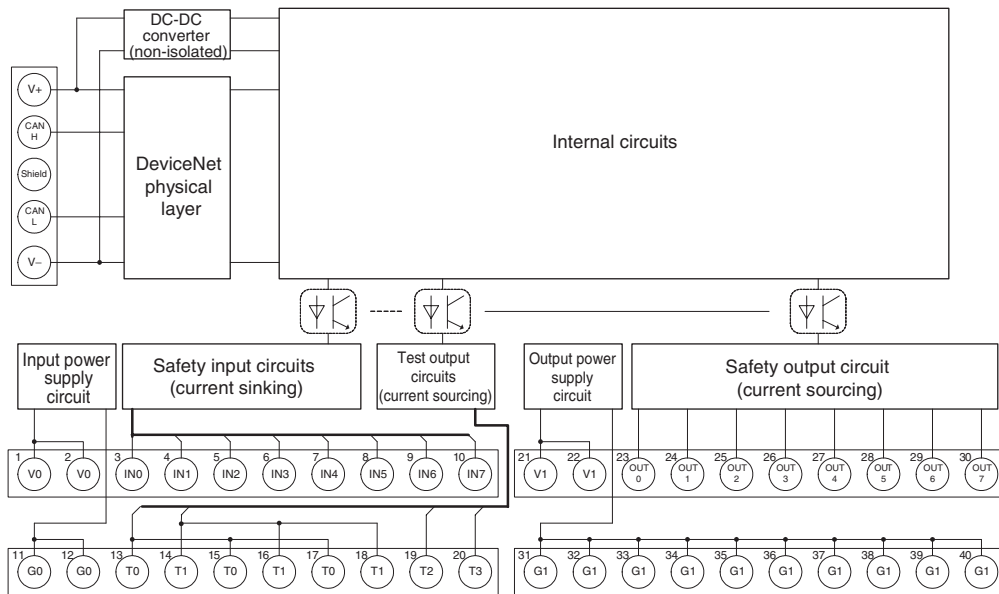 DC-DC
converter
(non-isolated)
V+
CAN
H
Shield
CAN
L
V–
DeviceNet
physical
layer
Internal circuits
Input power
supply
circuit
Safety input circuits
(current sinking)
Test output
circuits
(current sourcing)
Output power
supply
circuit
Safety output circuit
(current sourcing)
1 2 3 4 5 6 7 8 9 10
V0 V0 IN0 IN1 IN2 IN3 IN4 IN5 IN6 IN7
21 22 23 24 25 26 27 28 29 30
V1 V1 OUT OUT OUT OUT OUT OUT OUT OUT
0 1 2 3 4 5 6 7
11 12 13 14 15 16 17 18 19 20
G0 G0 T0 T1 T0 T1 T0 T1 T2 T3
31 32 33 34 35 36 37 38 39 40
G1 G1 G1 G1 G1 G1 G1 G1 G1 G1